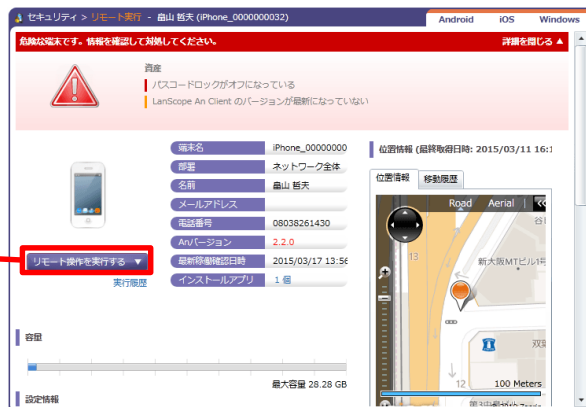 セキュリティ > リモート実行 - 畠山 哲夫 (iPhone_0000000032)
Android iOS Windows
危険な端末です。情報を確認して対処してください。 詳細を閉じる ▲
資産
パスコードロックがオフになっている
LanScope An Client のバージョンが最新になっていない
端末名 iPhone_00000000
部署 ネットワーク全体
名前 畠山 哲夫
メールアドレス
電話番号 08038261430
Anバージョン 2.2.0
最新稼働確認日時 2015/03/17 13:56
インストールアプリ 1 個
リモート操作を実行する ▼
実行履歴
容量
最大容量 28.28 GB
設定情報
位置情報 (最終取得日時: 2015/03/11 16:1
位置情報 移動履歴
Road Aerial
13
新大阪MTビル1号
12
100 Meters